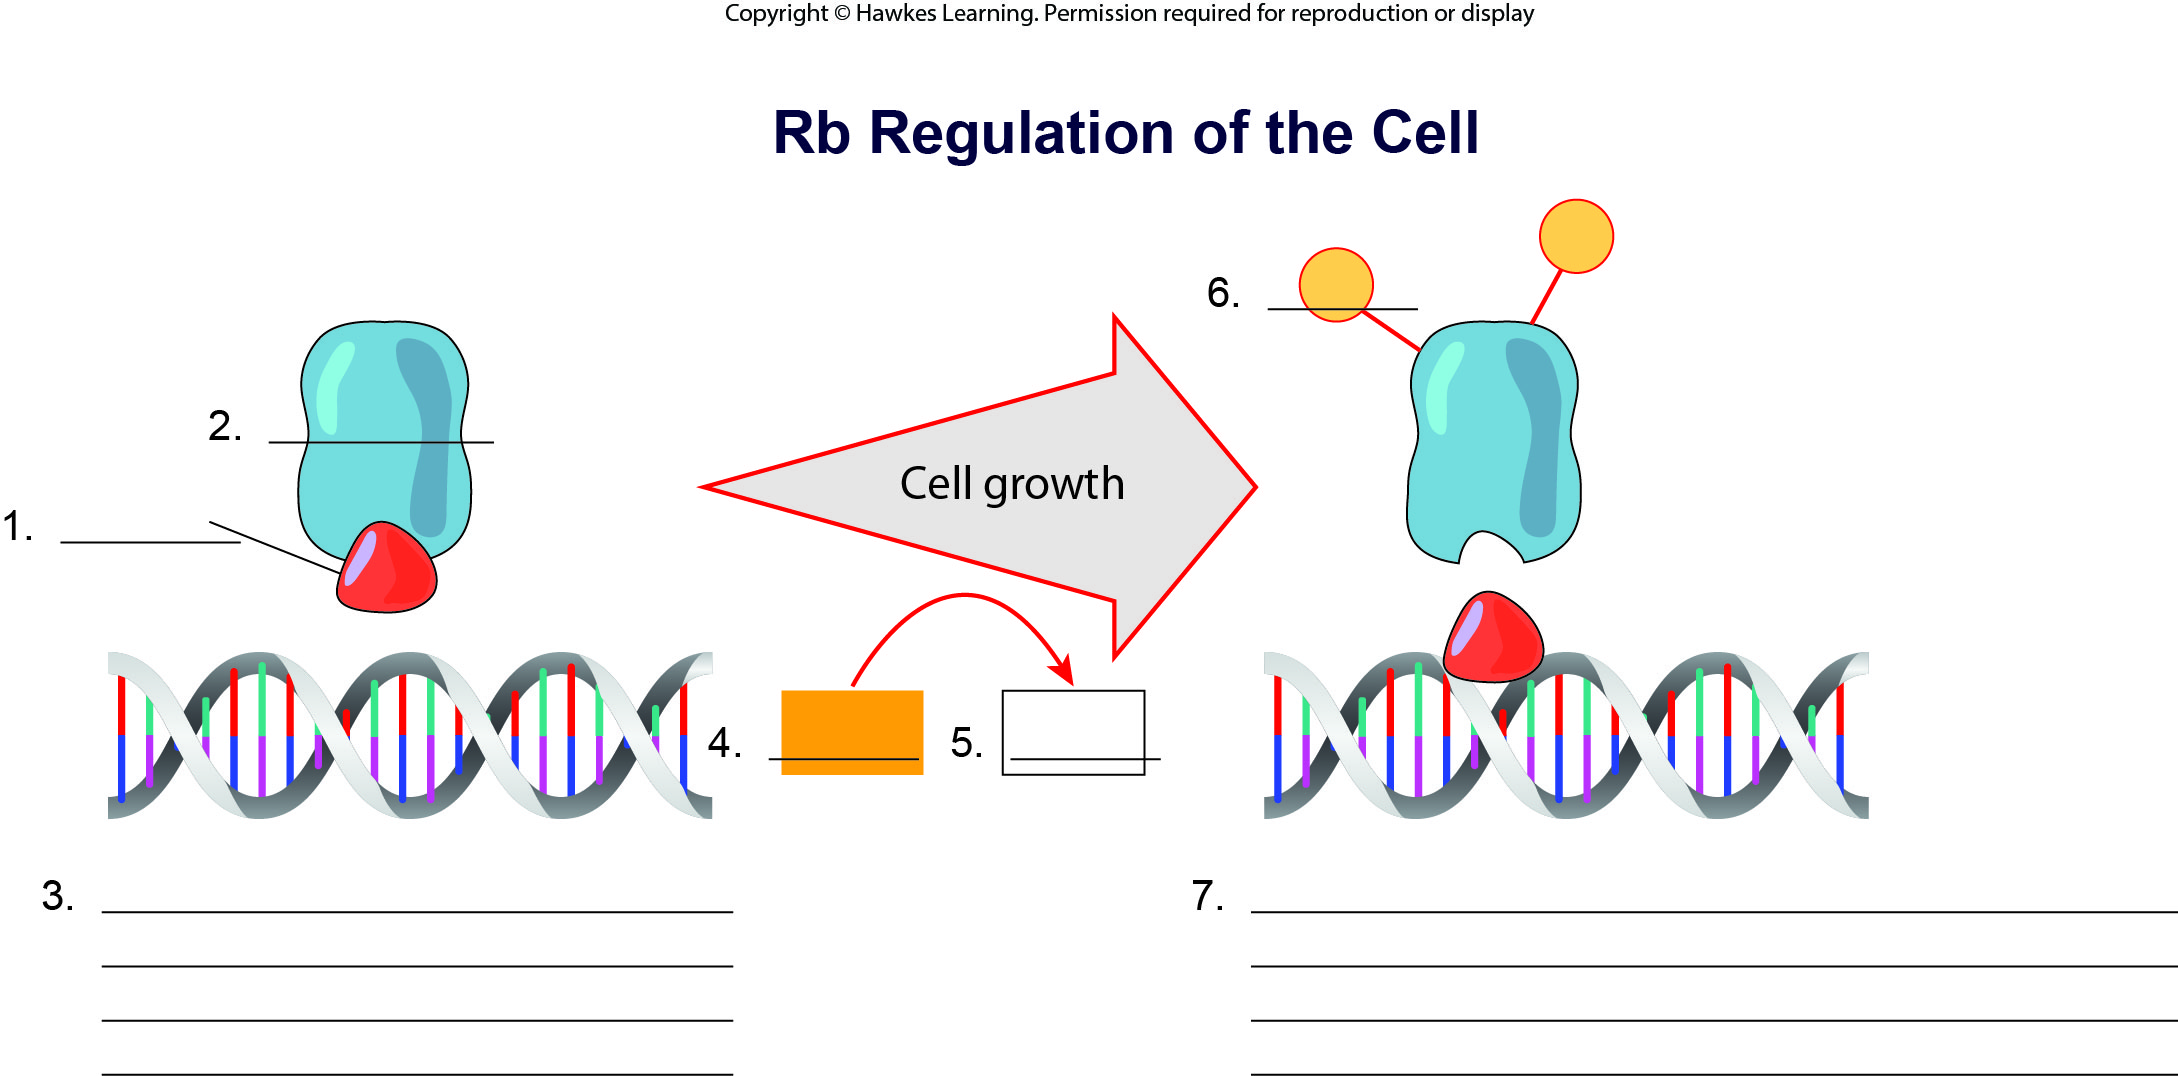 Copyright © Hawkes Learning. Permission required for reproduction or display
Rb Regulation of the Cell
6.
2.
Cell growth
1.
4.
5.
3.
7.